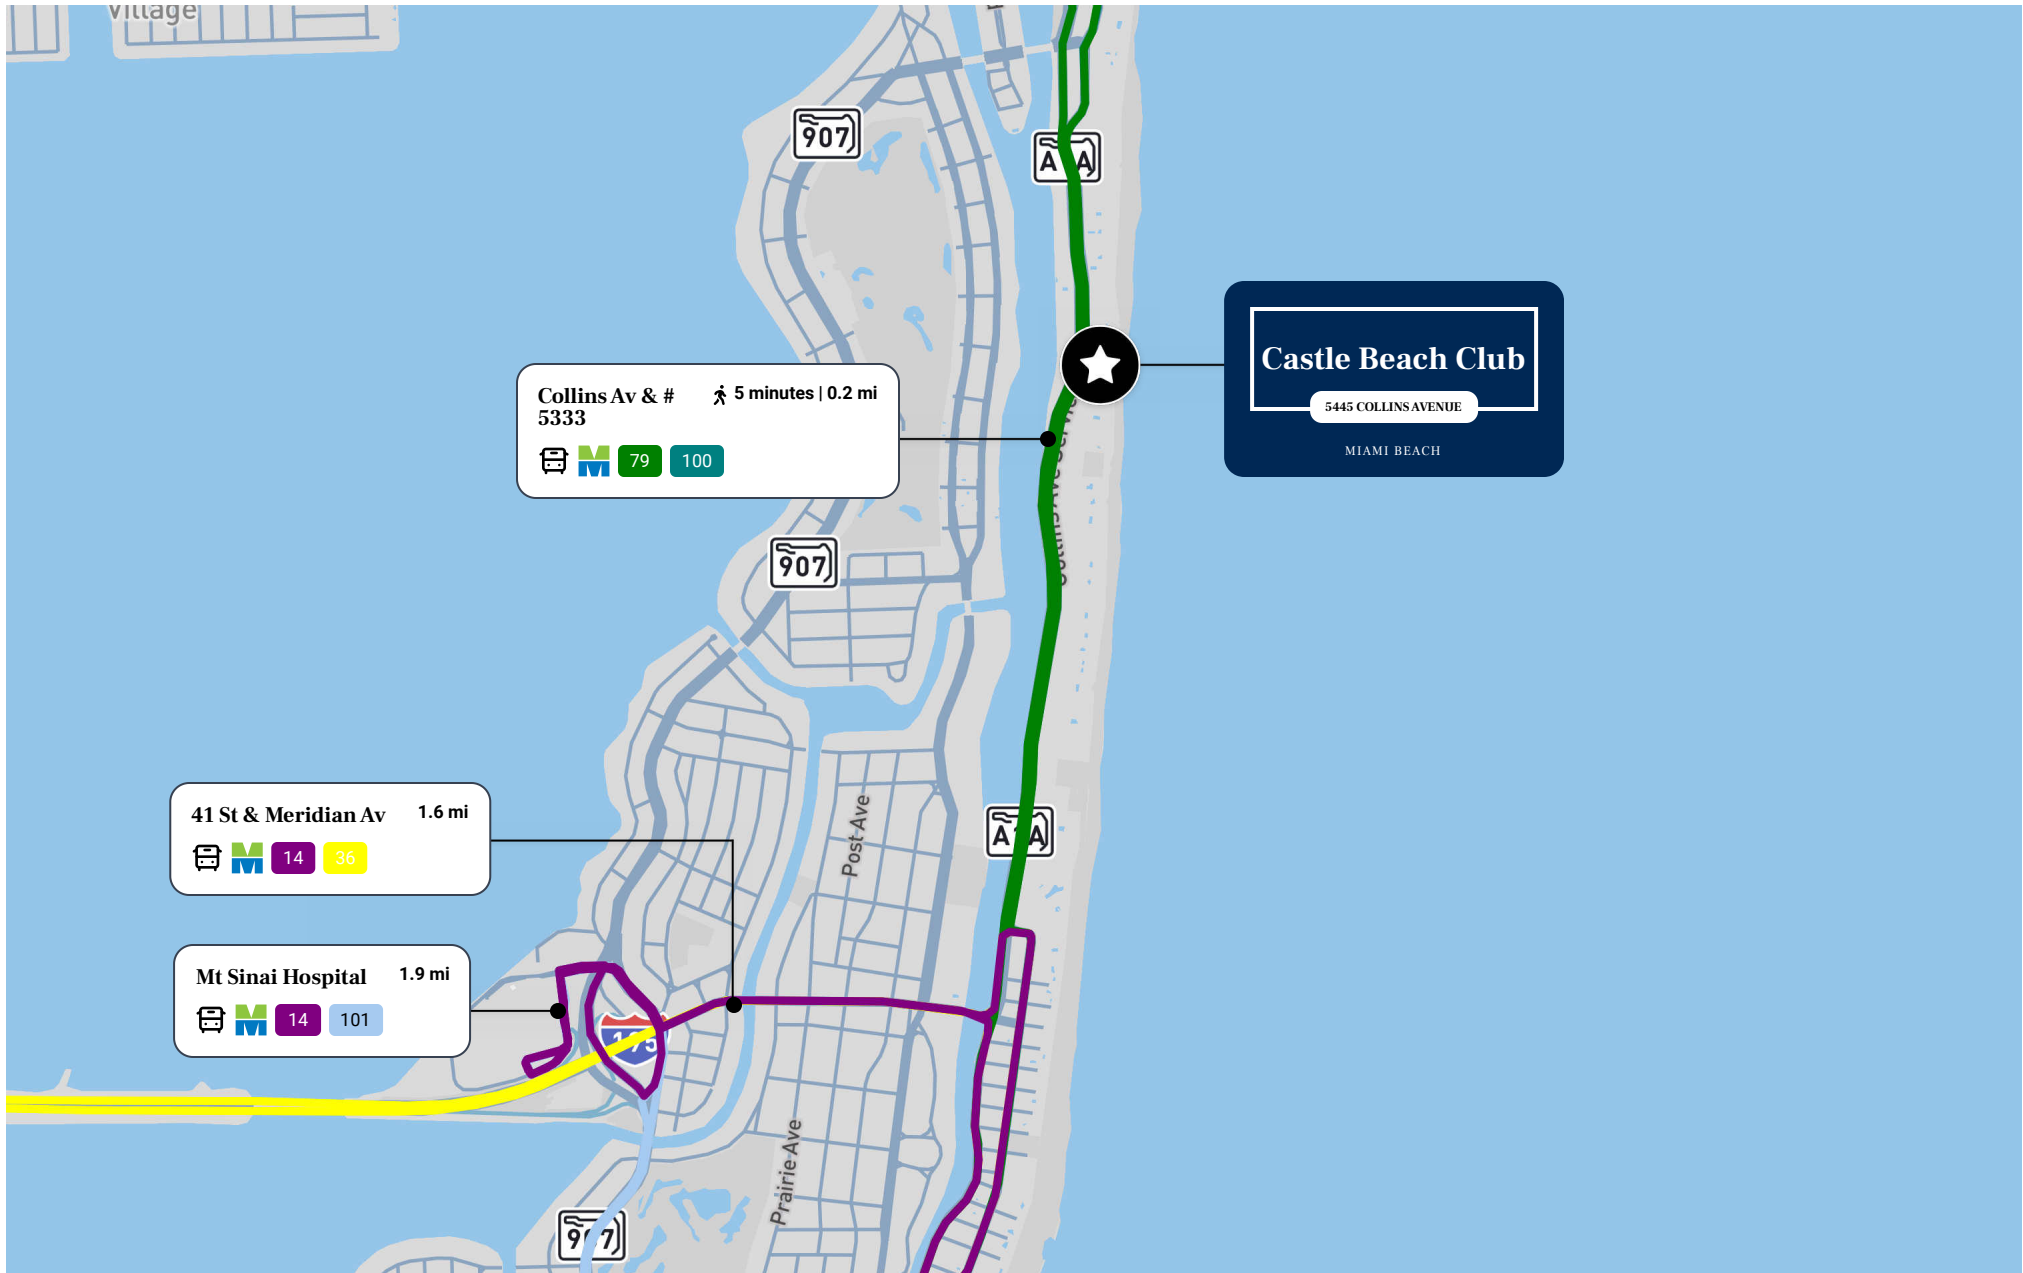 Village
907
A1A
Castle Beach Club
5445 COLLINS AVENUE
MIAMI BEACH
Collins Av & #
5333
5 minutes | 0.2 mi
79
100
907
41 St & Meridian Av
1.6 mi
14
36
Post Ave
A1A
Mt Sinai Hospital
1.9 mi
14
101
195
Prairie Ave
907